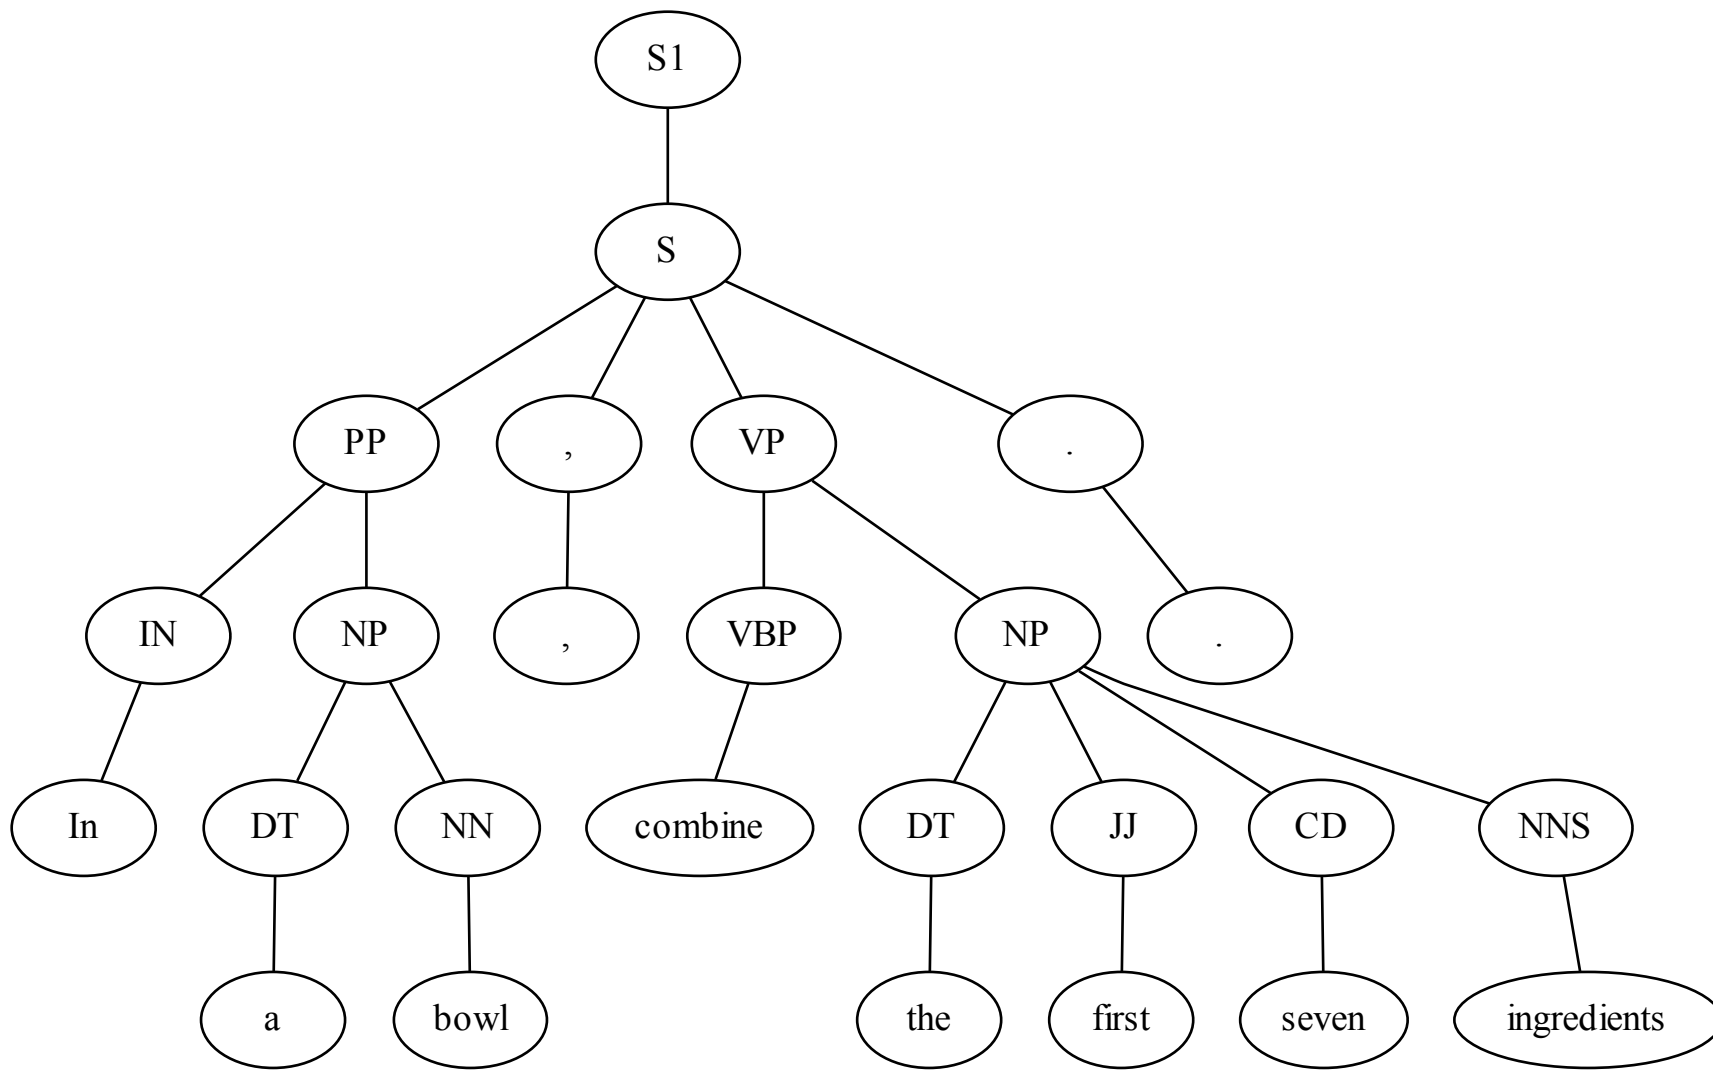 S1
S
PP , VP .
IN NP , VBP NP .
In DT NN combine DT JJ CD NNS
a bowl the first seven ingredients